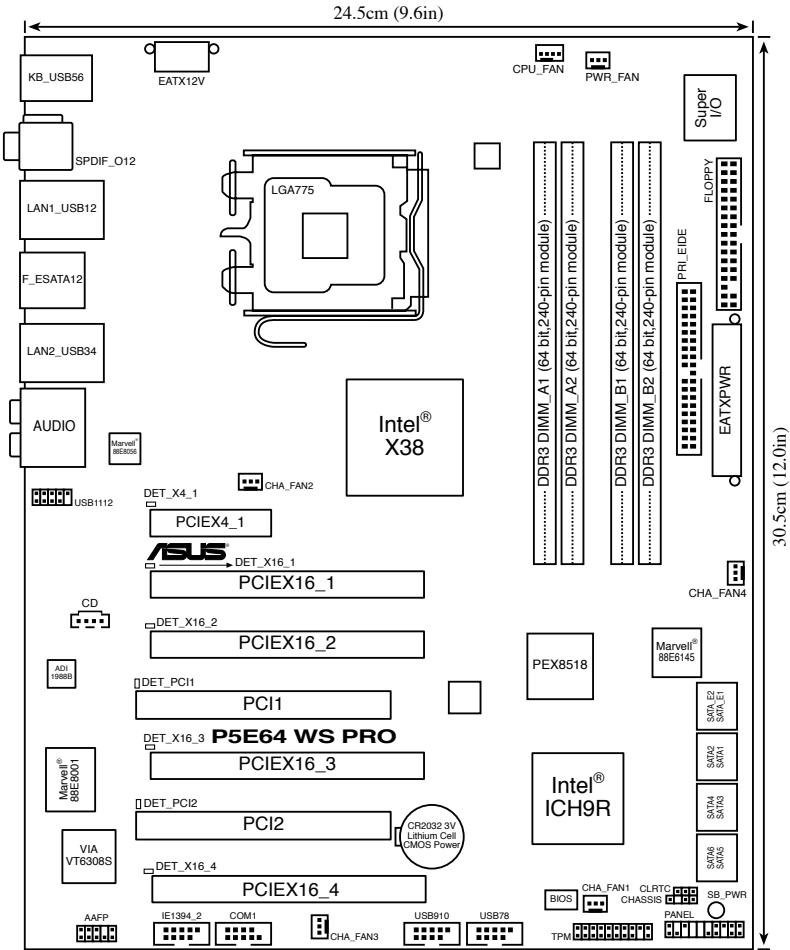 24.5cm (9.6in)
KB_USB56
EATX12V
CPU_FAN
PWR_FAN
Super I/O
SPDIF_O12
LGA775
FLOPPY
LAN1_USB12
F_ESATA12
LAN2_USB34
DDR3 DIMM_A1 (64 bit,240-pin module)
DDR3 DIMM_A2 (64 bit,240-pin module)
DDR3 DIMM_B1 (64 bit,240-pin module)
DDR3 DIMM_B2 (64 bit,240-pin module)
PRI_EIDE
EATXPWR
30.5cm (12.0in)
AUDIO
Intel®
X38
Marvell®
88E8056
USB1112
CHA_FAN2
DET_X4_1
PCIEX4_1
ASUS®
DET_X16_1
PCIEX16_1
CHA_FAN4
CD
DET_X16_2
PCIEX16_2
PEX8518
Marvell®
88E6145
ADI
1988B
DET_PCI1
PCI1
SATA_E2
SATA_E1
DET_X16_3
P5E64 WS PRO
PCIEX16_3
SATA2
SATA1
Marvell®
88E8001
Intel®
ICH9R
DET_PCI2
PCI2
CR2032 3V
Lithium Cell
CMOS Power
SATA4
SATA3
VIA
VT6308S
SATA6
SATA5
DET_X16_4
PCIEX16_4
BIOS
CHA_FAN1
CLRTC
CHASSIS
SB_PWR
AAFP
IE1394_2
COM1
CHA_FAN3
USB910
USB78
TPM
PANEL